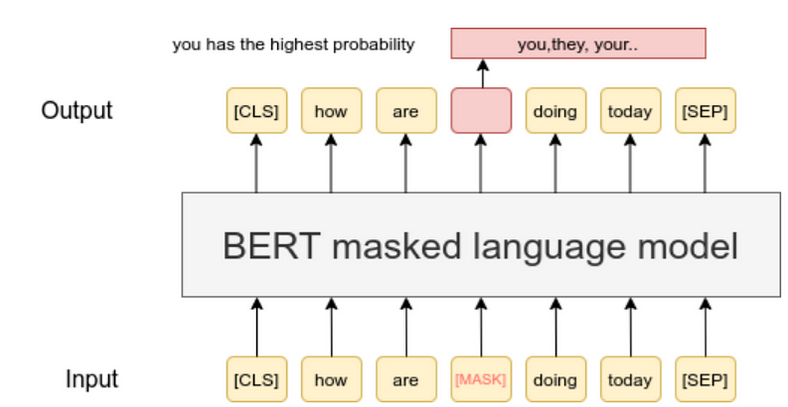 you has the highest probability you,they, your..
Output [CLS] how are doing today [SEP]
BERT masked language model
Input [CLS] how are [MASK] doing today [SEP]